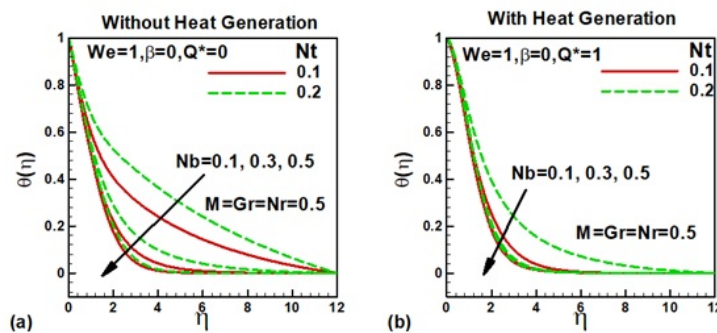 Without Heat Generation
We=1,β=0,Q*=0
Nt
0.1
0.2
Nb=0.1, 0.3, 0.5
M=Gr=Nr=0.5
θ(η)
1
0.8
0.6
0.4
0.2
0
0 2 4 6 8 10 12
η
(a)
With Heat Generation
We=1,β=0,Q*=1
Nt
0.1
0.2
Nb=0.1, 0.3, 0.5
M=Gr=Nr=0.5
θ(η)
1
0.8
0.6
0.4
0.2
0
0 2 4 6 8 10 12
η
(b)